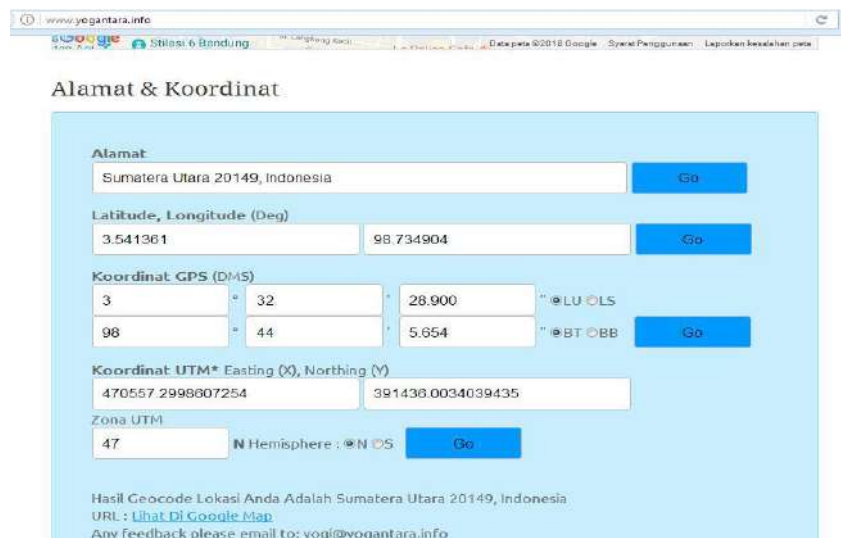 www.yogantara.info
Google Stilasi 6 Bandung Data peta ©2018 Google Syarat Penggunaan Laporkan kesalahan peta
Alamat & Koordinat
Alamat
Sumatera Utara 20149, Indonesia Go
Latitude, Longitude (Deg)
3.541361 98.734904 Go
Koordinat GPS (DMS)
3 ° 32 ' 28.900 " LU LS
98 ° 44 ' 5.654 " BT BB Go
Koordinat UTM* Easting (X), Northing (Y)
470557.2998607254 391436.0034039435
Zona UTM
47 N Hemisphere : N S Go
Hasil Geocode Lokasi Anda Adalah Sumatera Utara 20149, Indonesia
URL : Lihat Di Google Map
Any feedback please email to: yogi@yogantara.info